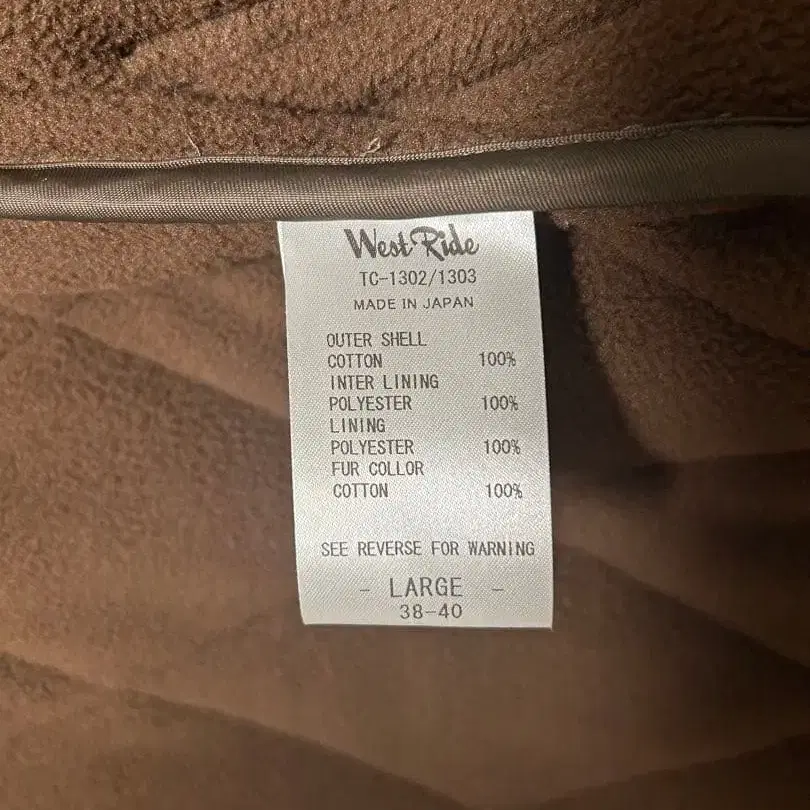 West Ride
TC-1302/1303
MADE IN JAPAN
OUTER SHELL
COTTON 100%
INTER LINING
POLYESTER 100%
LINING
POLYESTER 100%
FUR COLLOR
COTTON 100%
SEE REVERSE FOR WARNING
- LARGE -
38-40